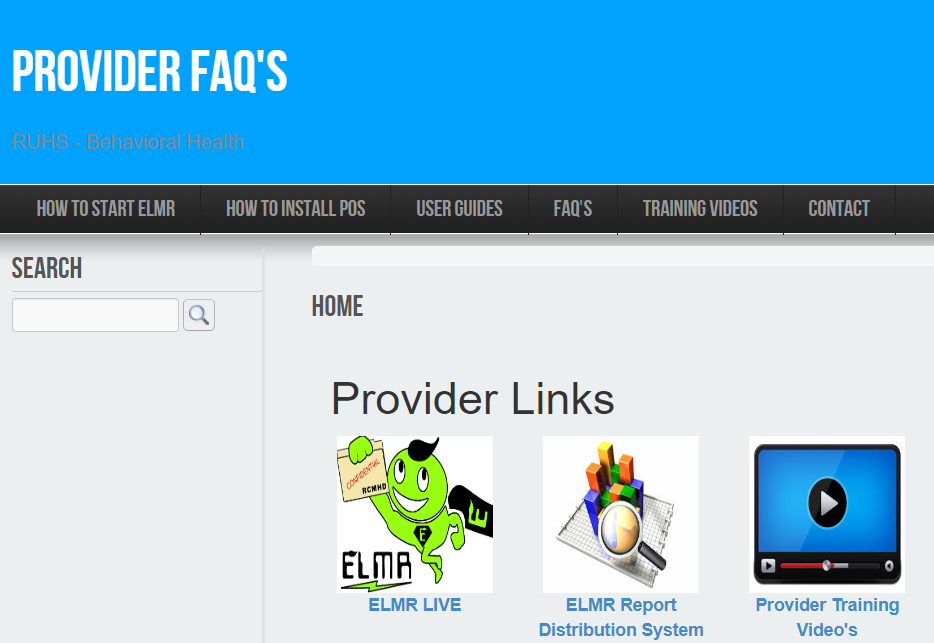 PROVIDER FAQ'S
RUHS - Behavioral Health
HOW TO START ELMR
HOW TO INSTALL POS
USER GUIDES
FAQ'S
TRAINING VIDEOS
CONTACT
SEARCH
HOME
Provider Links
CONFIDENTIAL
RCMHD
E
E
ELMR
ELMR LIVE
ELMR Report
Distribution System
Provider Training
Video's